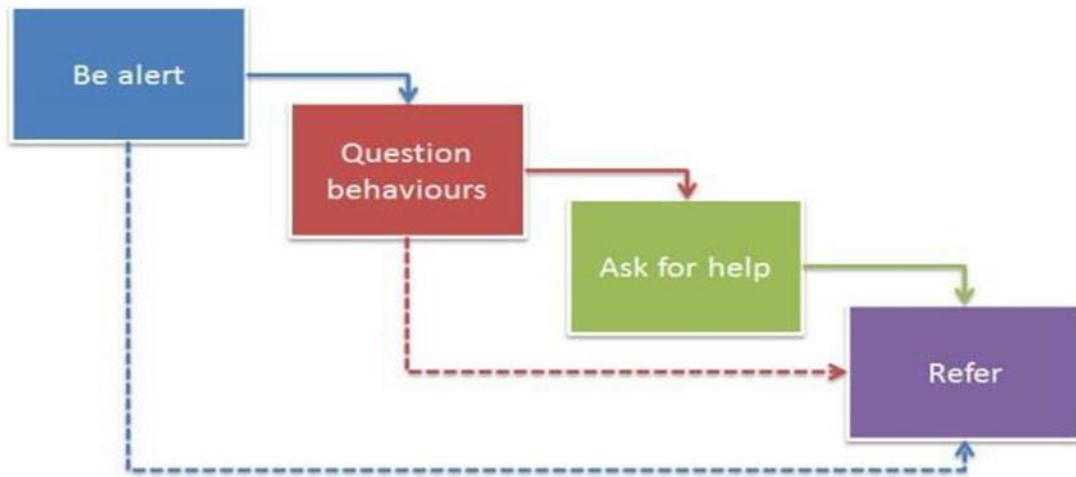 Be alert
Question
behaviours
Ask for help
Refer